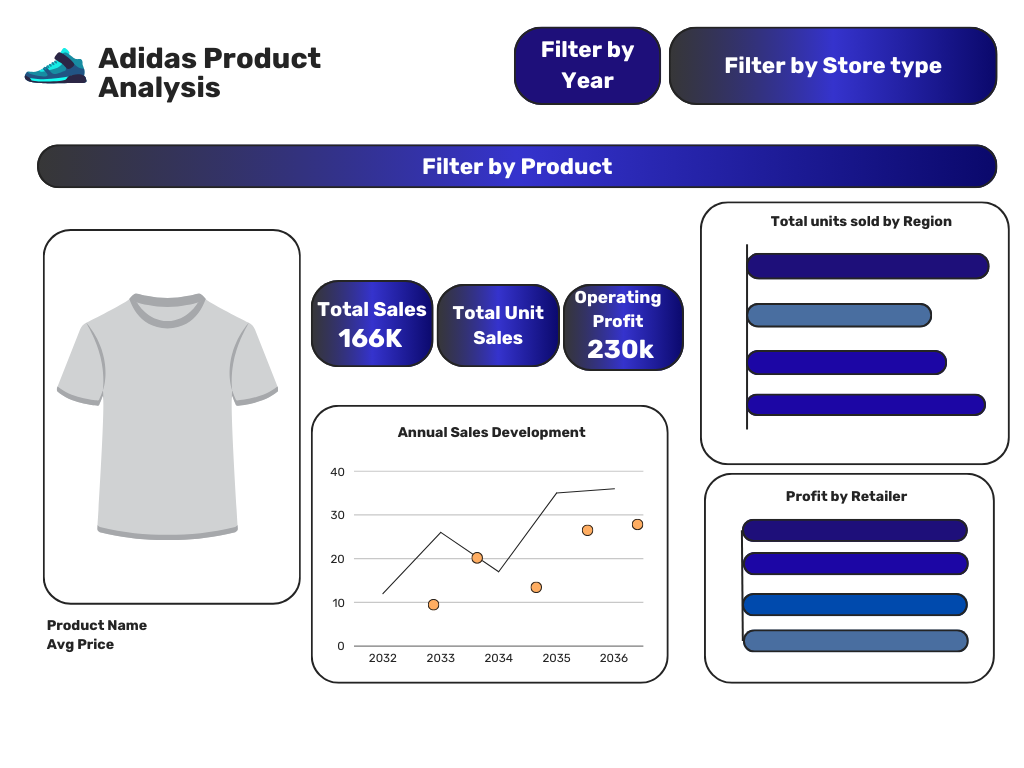 Adidas Product
Analysis
Filter by
Year
Filter by Store type
Filter by Product
Total Sales
166K
Total Unit
Sales
Operating
Profit
230k
Total units sold by Region
Annual Sales Development
40
30
20
10
0
2032 2033 2034 2035 2036
Profit by Retailer
Product Name
Avg Price